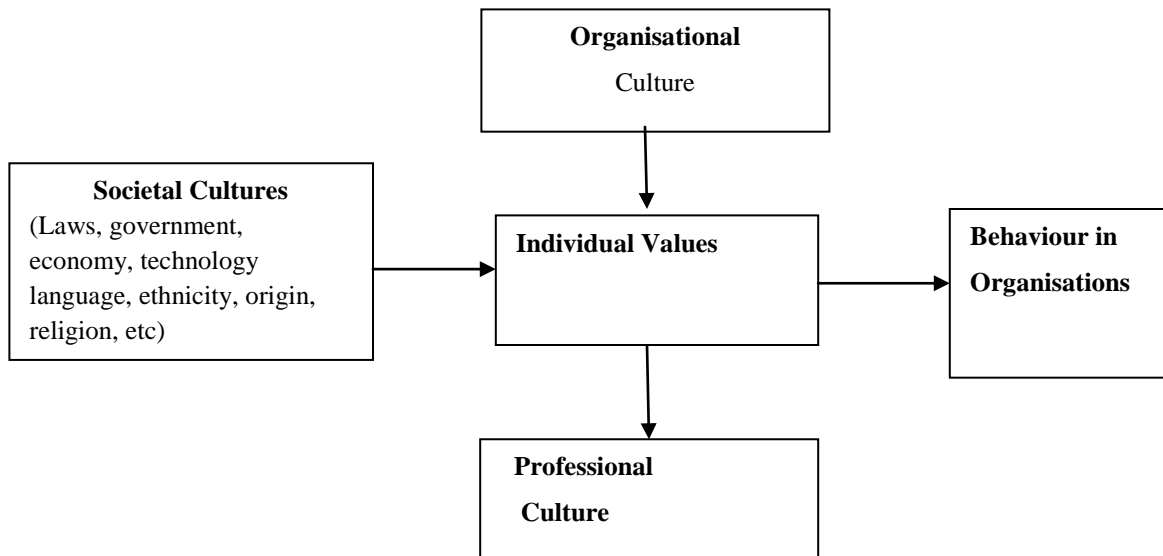 Organisational
Culture
Societal Cultures
(Laws, government,
economy, technology
language, ethnicity, origin,
religion, etc)
Individual Values
Behaviour in
Organisations
Professional
Culture